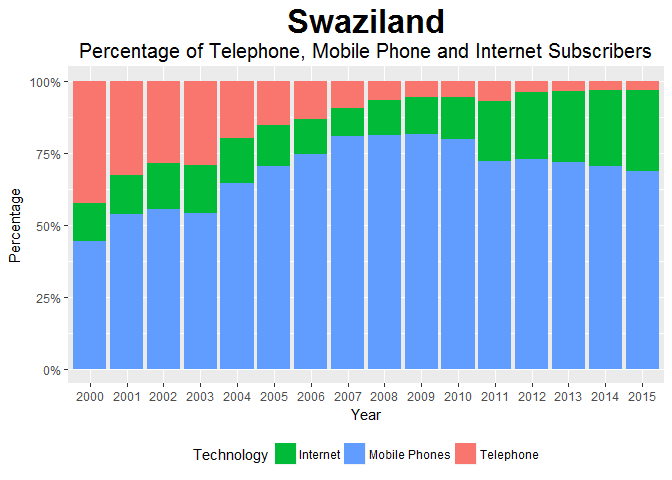 Swaziland
Percentage of Telephone, Mobile Phone and Internet Subscribers
100%
75%
50%
25%
0%
Percentage
2000 2001 2002 2003 2004 2005 2006 2007 2008 2009 2010 2011 2012 2013 2014 2015
Year
Technology Internet Mobile Phones Telephone